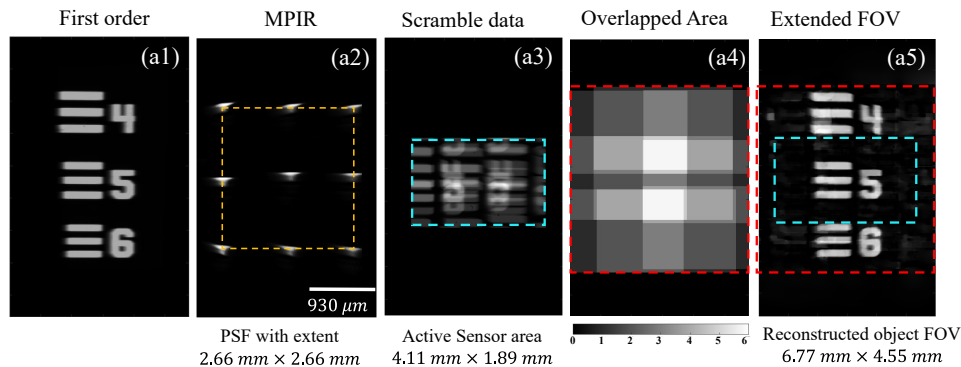 First order
MPIR
Scramble data
Overlapped Area
Extended FOV
(a1)
(a2)
(a3)
(a4)
(a5)
4
5
6
4
5
6
930 μm
PSF with extent
2.66 mm × 2.66 mm
Active Sensor area
4.11 mm × 1.89 mm
0 1 2 3 4 5 6
Reconstructed object FOV
6.77 mm × 4.55 mm